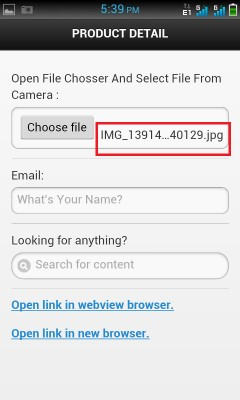 5:39 PM
PRODUCT DETAIL
Open File Chosser And Select File From
Camera :
Choose file
IMG_13914...40129.jpg
Email:
What's Your Name?
Looking for anything?
Search for content
Open link in webview browser.
Open link in new browser.